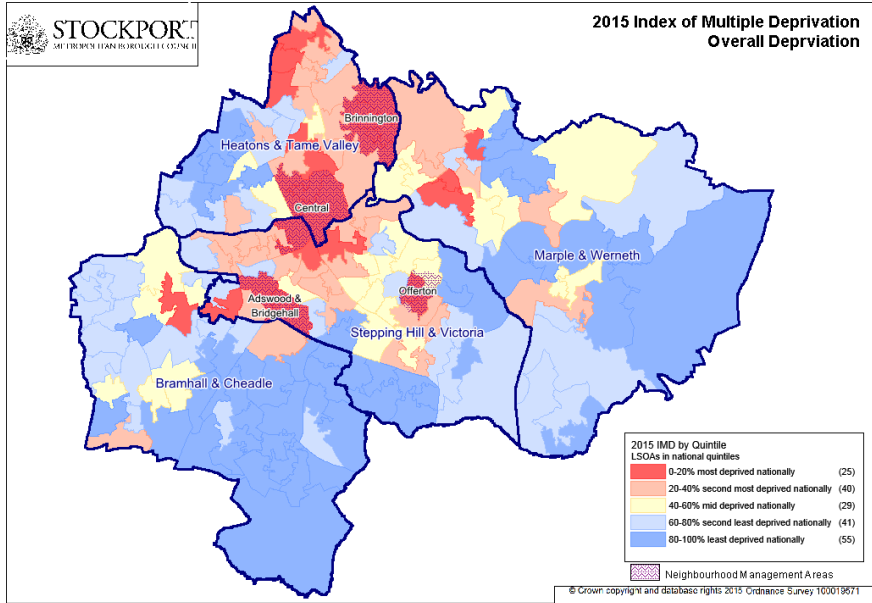 STOCKPORT
METROPOLITAN BOROUGH COUNCIL
2015 Index of Multiple Deprivation
Overall Deprviation
Brinnington
Heatons & Tame Valley
Central
Marple & Werneth
Offerton
Adswood &
Bridgehall
Stepping Hill & Victoria
Bramhall & Cheadle
2015 IMD by Quintile
LSOAs in national quintiles
0-20% most deprived nationally (25)
20-40% second most deprived nationally (40)
40-60% mid deprived nationally (29)
60-80% second least deprived nationally (41)
80-100% least deprived nationally (55)
Neighbourhood Management Areas
© Crown copyright and database rights 2015 Ordnance Survey 100019571